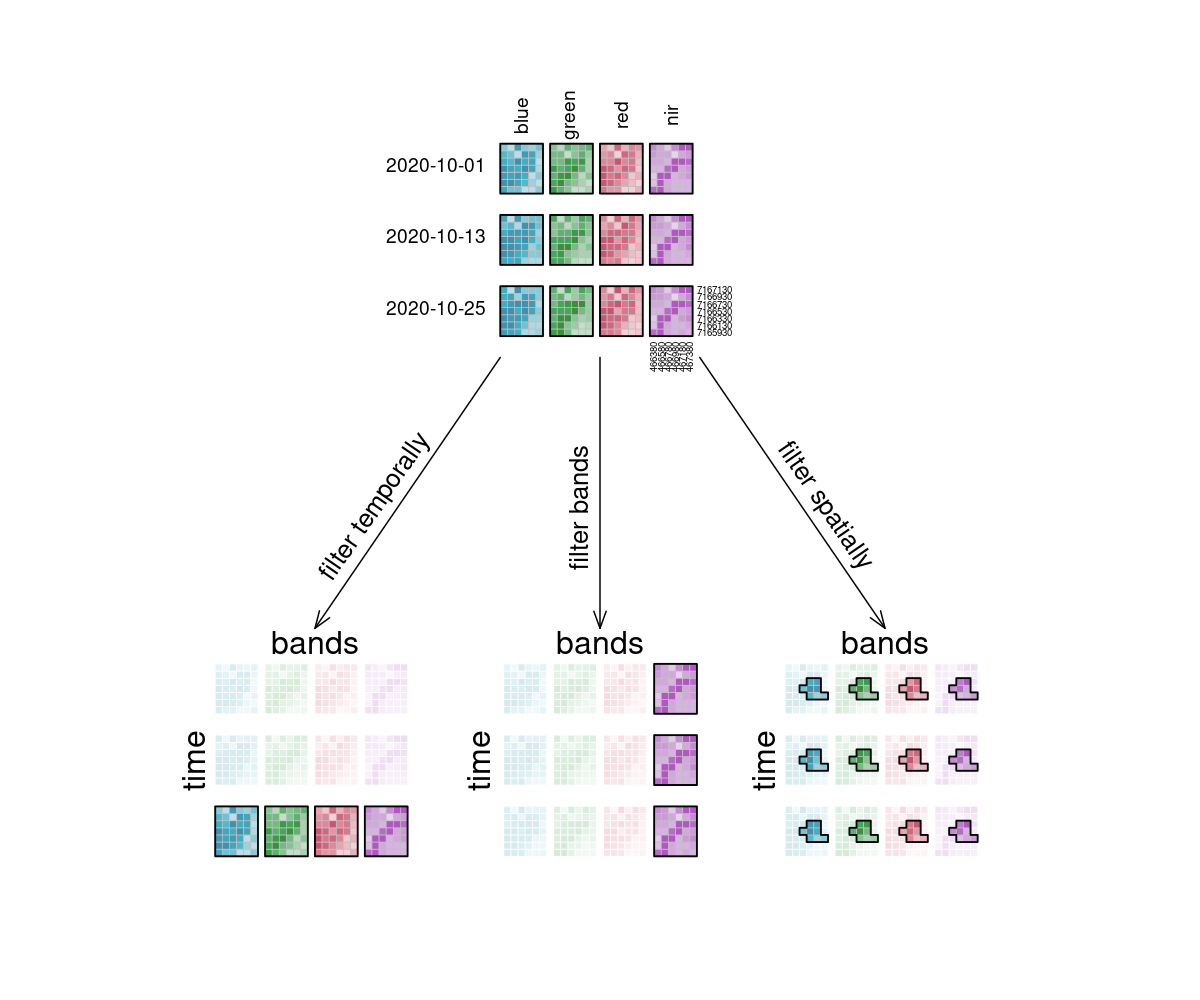 blue green red nir
2020-10-01
2020-10-13
2020-10-25
7167130
7166930
7166730
7166530
7166330
7166130
7165930
466380
466580
466780
466980
467180
467380
filter temporally
filter bands
filter spatially
bands
time
bands
time
bands
time